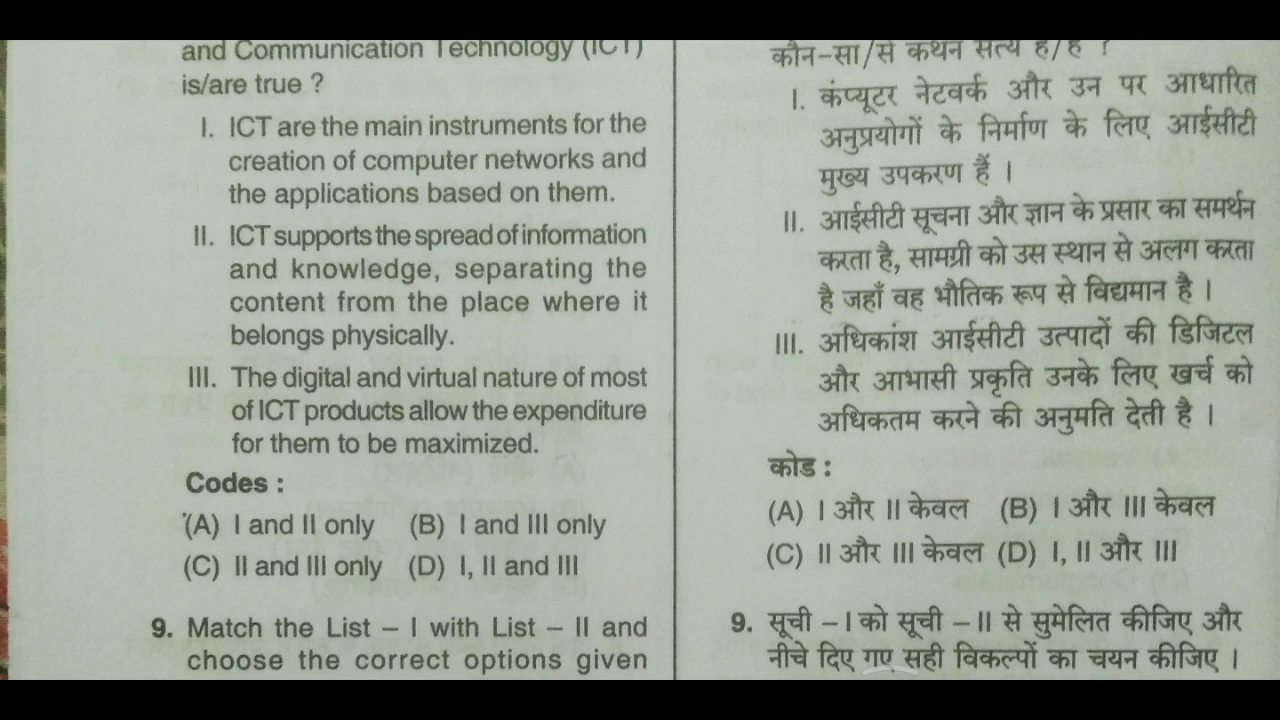 and Communication Technology (ICT)
is/are true ?
I. ICT are the main instruments for the
creation of computer networks and
the applications based on them.
II. ICT supports the spread of information
and knowledge, separating the
content from the place where it
belongs physically.
III. The digital and virtual nature of most
of ICT products allow the expenditure
for them to be maximized.
Codes :
(A) I and II only (B) I and III only
(C) II and III only (D) I, II and III
9. Match the List – I with List – II and
choose the correct options given
कौन-सा/से कथन सत्य है/हैं ?
I. कंप्यूटर नेटवर्क और उन पर आधारित
अनुप्रयोगों के निर्माण के लिए आईसीटी
मुख्य उपकरण हैं ।
II. आईसीटी सूचना और ज्ञान के प्रसार का समर्थन
करता है, सामग्री को उस स्थान से अलग करता
है जहाँ वह भौतिक रूप से विद्यमान है ।
III. अधिकांश आईसीटी उत्पादों की डिजिटल
और आभासी प्रकृति उनके लिए खर्च को
अधिकतम करने की अनुमति देती है ।
कोड :
(A) I और II केवल (B) I और III केवल
(C) II और III केवल (D) I, II और III
9. सूची – I को सूची – II से सुमेलित कीजिए और
नीचे दिए गए सही विकल्पों का चयन कीजिए ।